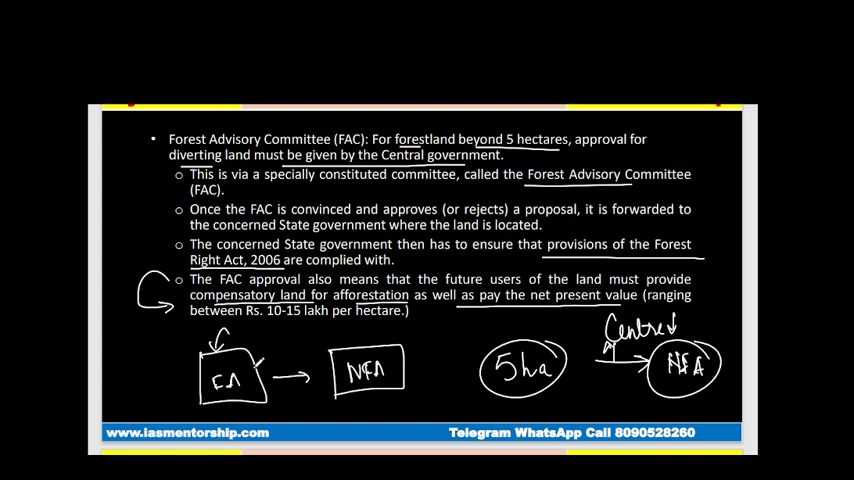 • Forest Advisory Committee (FAC): For forestland beyond 5 hectares, approval for
diverting land must be given by the Central government.
o This is via a specially constituted committee, called the Forest Advisory Committee
(FAC).
o Once the FAC is convinced and approves (or rejects) a proposal, it is forwarded to
the concerned State government where the land is located.
o The concerned State government then has to ensure that provisions of the Forest
Right Act, 2006 are complied with.
o The FAC approval also means that the future users of the land must provide
compensatory land for afforestation as well as pay the net present value (ranging
between Rs. 10-15 lakh per hectare.)
Centre
FA NFA 5ha NFA
www.iasmentorship.com Telegram WhatsApp Call 8090528260